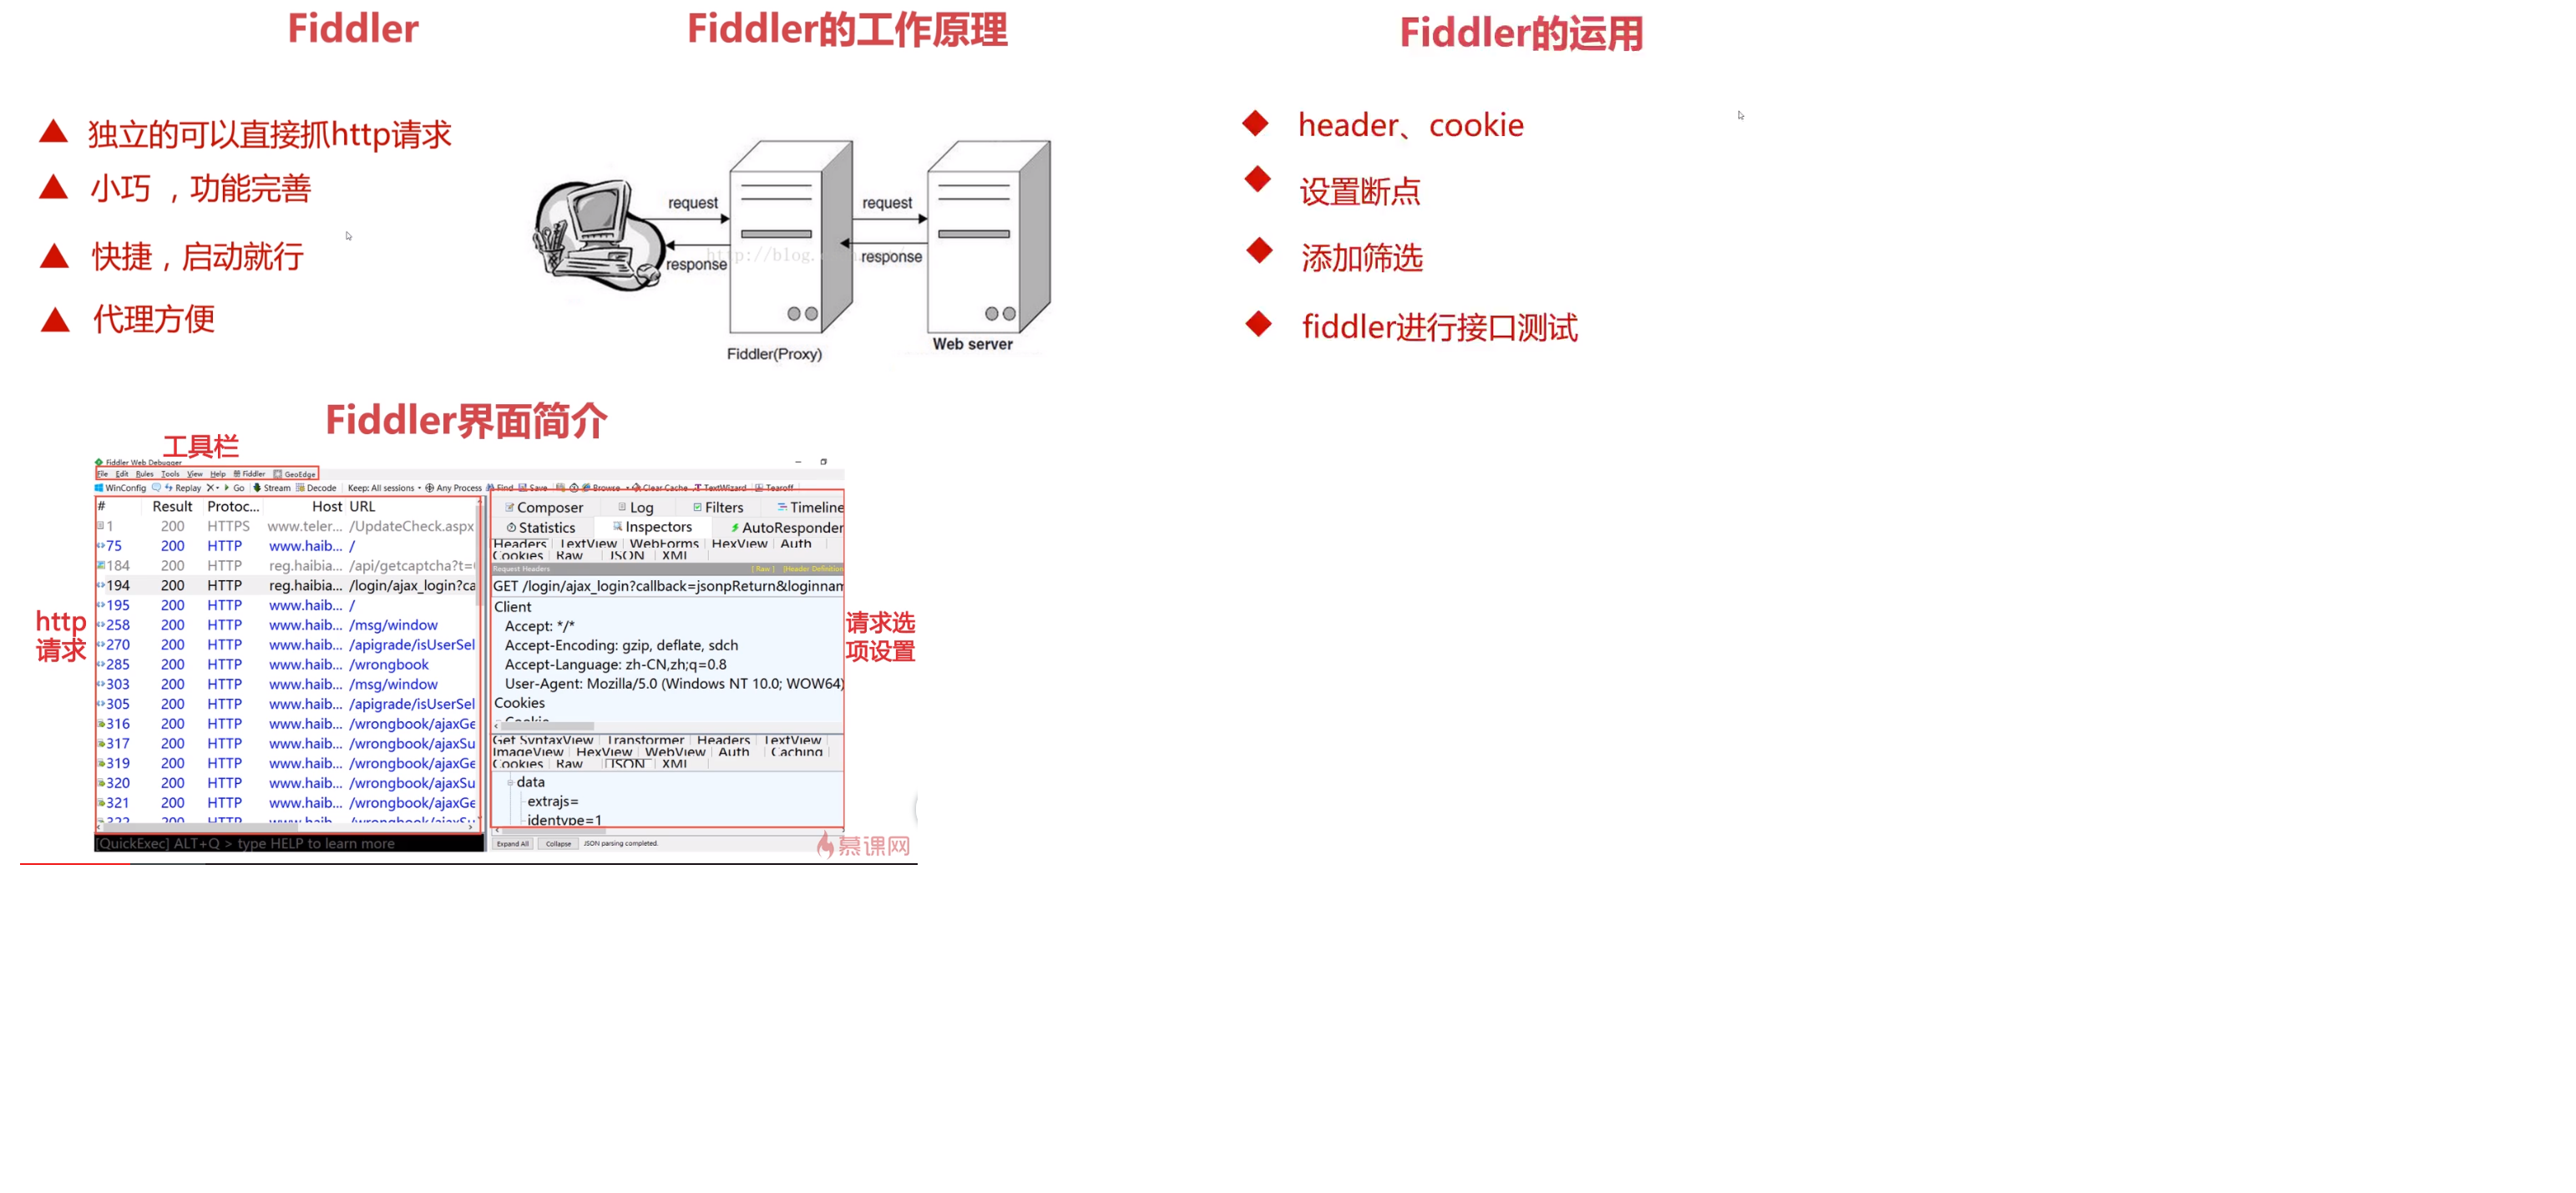 Fiddler
独立的可以直接抓http请求
小巧，功能完善
快捷，启动就行
代理方便
Fiddler的工作原理
request
response
request
response
http://blog.
Fiddler(Proxy)
Web server
Fiddler的运用
header、cookie
设置断点
添加筛选
fiddler进行接口测试
Fiddler界面简介
工具栏
http
请求
请求选
项设置
Fiddler Web Debugger
File Edit Rules Tools View Help Fiddler GeoEdge
WinConfig Replay Go Stream Decode Keep: All sessions Any Process Find Save Browse Clear Cache TextWizard Tearoff
# Result Protoc... Host URL
1 200 HTTPS www.teler... /UpdateCheck.aspx
75 200 HTTP www.haib... /
184 200 HTTP reg.haibia... /api/getcaptcha?t=
194 200 HTTP reg.haibia... /login/ajax_login?ca
195 200 HTTP www.haib... /
258 200 HTTP www.haib... /msg/window
270 200 HTTP www.haib... /apigrade/isUserSel
285 200 HTTP www.haib... /wrongbook
303 200 HTTP www.haib... /msg/window
305 200 HTTP www.haib... /apigrade/isUserSel
316 200 HTTP www.haib... /wrongbook/ajaxGe
317 200 HTTP www.haib... /wrongbook/ajaxSu
319 200 HTTP www.haib... /wrongbook/ajaxGe
320 200 HTTP www.haib... /wrongbook/ajaxSu
321 200 HTTP www.haib... /wrongbook/ajaxGe
322 200 HTTP www.haib... /wrongbook/ajaxSu
[QuickExec] ALT+Q > type HELP to learn more
Composer Log Filters Timeline
Statistics Inspectors AutoResponder
Headers TextView WebForms HexView Auth
Cookies Raw JSON XML
Request Headers [ Raw ] [Header Definition
GET /login/ajax_login?callback=jsonpReturn&loginnam
Client
Accept: */*
Accept-Encoding: gzip, deflate, sdch
Accept-Language: zh-CN,zh;q=0.8
User-Agent: Mozilla/5.0 (Windows NT 10.0; WOW64)
Cookies
Cookie
Get SyntaxView Transformer Headers TextView
ImageView HexView WebView Auth Caching
Cookies Raw JSON XML
data
extrajs=
identype=1
Expand All Collapse JSON parsing completed.
慕课网